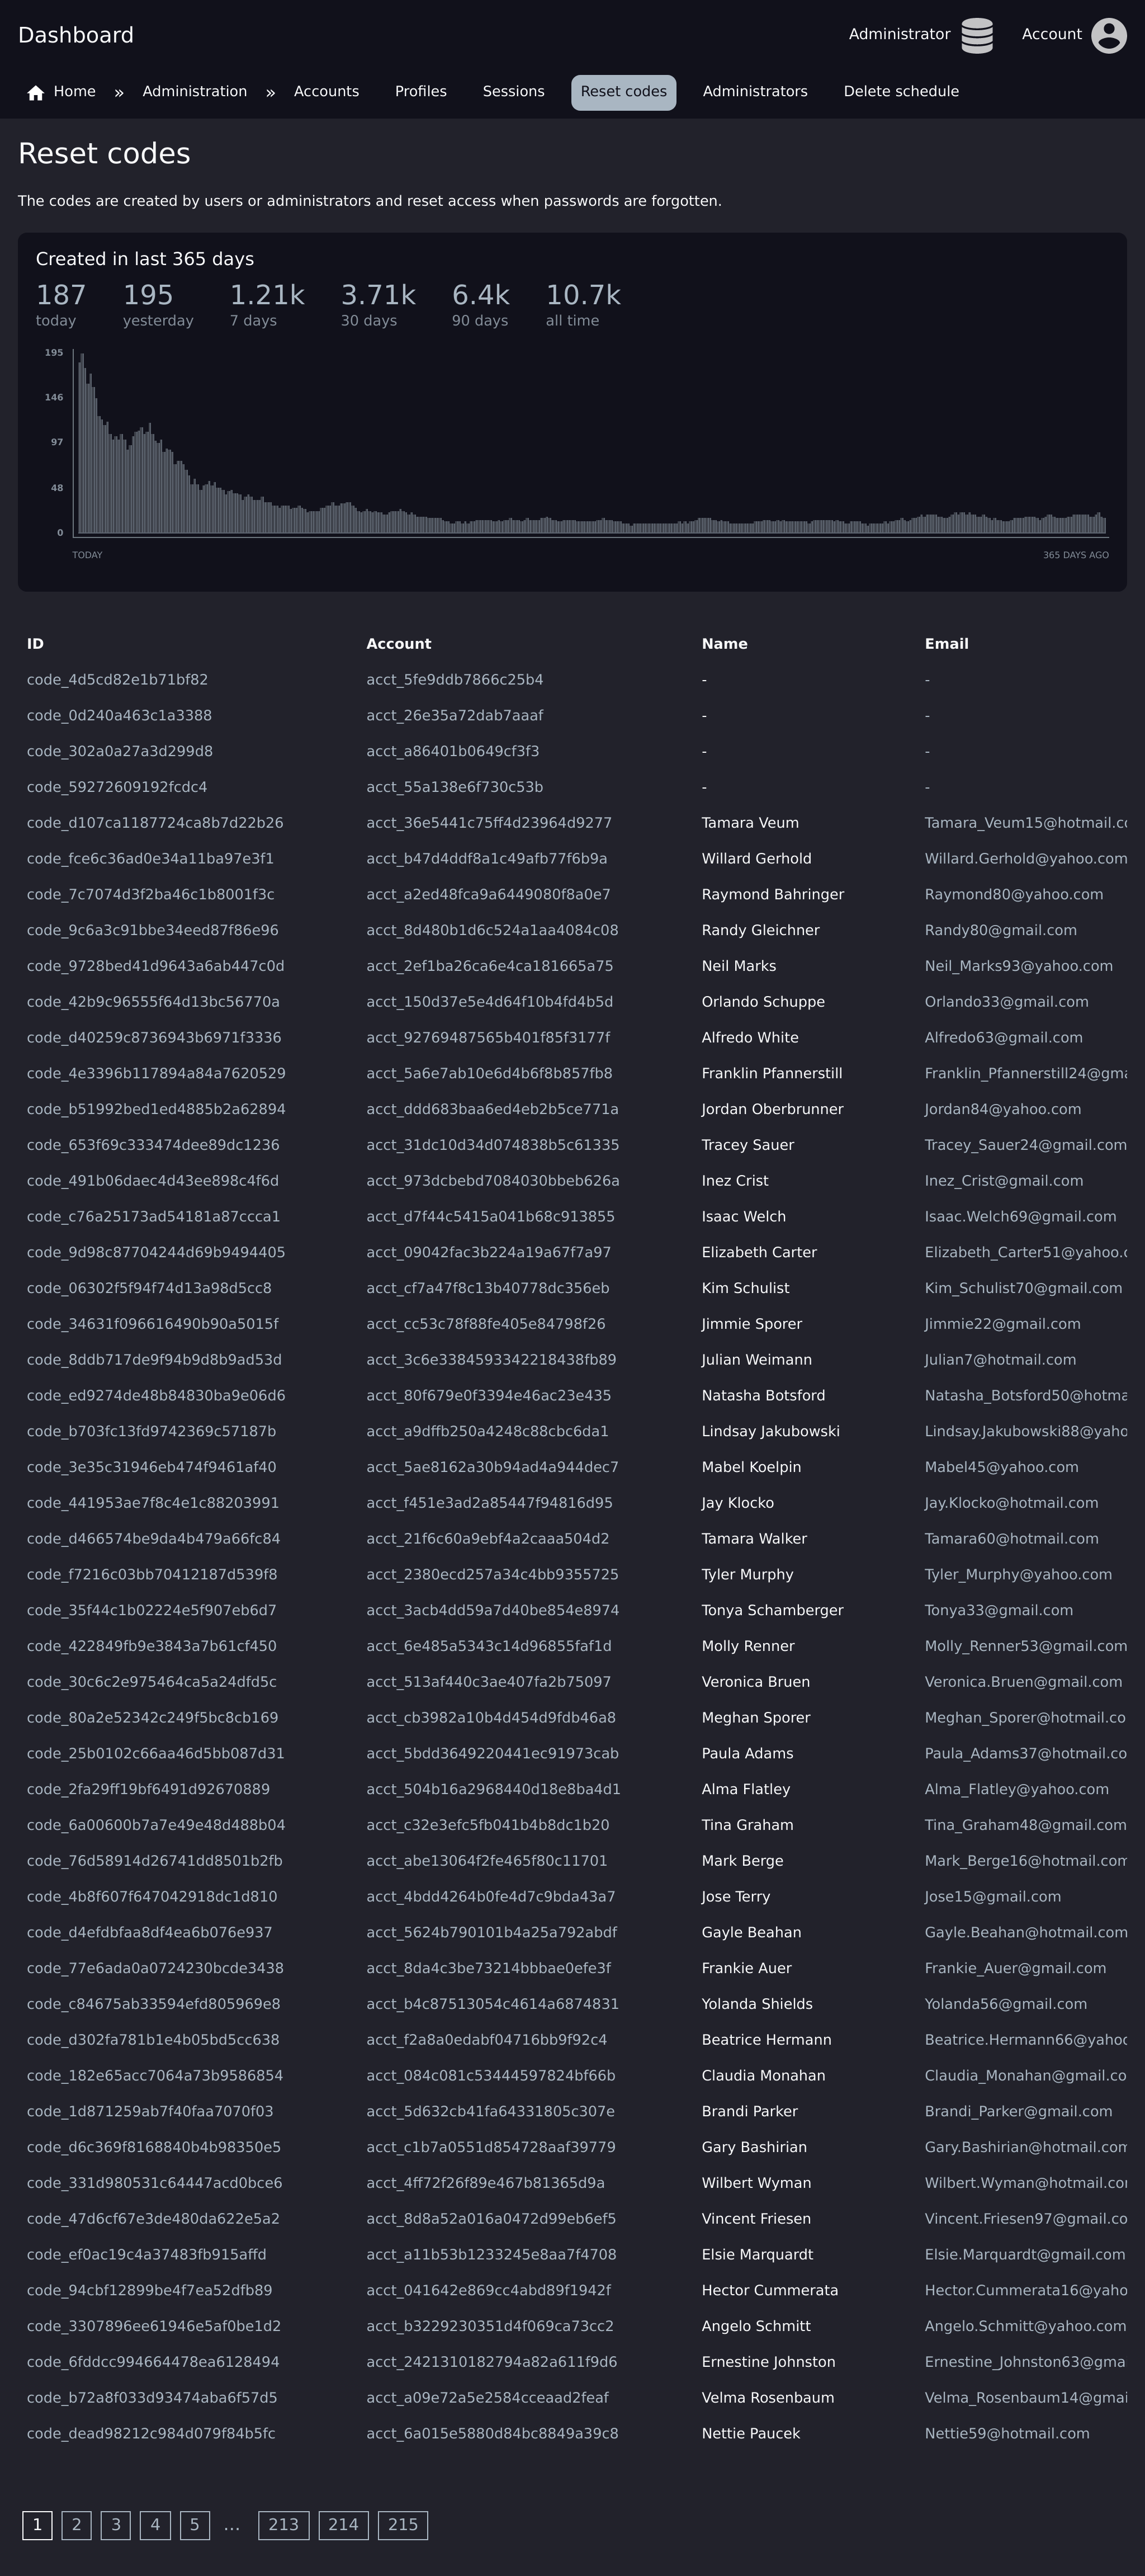 Dashboard
Administrator
Account
Home » Administration » Accounts Profiles Sessions Reset codes Administrators Delete schedule
Reset codes
The codes are created by users or administrators and reset access when passwords are forgotten.
Created in last 365 days
187 195 1.21k 3.71k 6.4k 10.7k
today yesterday 7 days 30 days 90 days all time
195
146
97
48
0
TODAY 365 DAYS AGO
ID Account Name Email
code_4d5cd82e1b71bf82 acct_5fe9ddb7866c25b4 - -
code_0d240a463c1a3388 acct_26e35a72dab7aaaf - -
code_302a0a27a3d299d8 acct_a86401b0649cf3f3 - -
code_59272609192fcdc4 acct_55a138e6f730c53b - -
code_d107ca1187724ca8b7d22b26 acct_36e5441c75ff4d23964d9277 Tamara Veum Tamara_Veum15@hotmail.co
code_fce6c36ad0e34a11ba97e3f1 acct_b47d4ddf8a1c49afb77f6b9a Willard Gerhold Willard.Gerhold@yahoo.com
code_7c7074d3f2ba46c1b8001f3c acct_a2ed48fca9a6449080f8a0e7 Raymond Bahringer Raymond80@yahoo.com
code_9c6a3c91bbe34eed87f86e96 acct_8d480b1d6c524a1aa4084c08 Randy Gleichner Randy80@gmail.com
code_9728bed41d9643a6ab447c0d acct_2ef1ba26ca6e4ca181665a75 Neil Marks Neil_Marks93@yahoo.com
code_42b9c96555f64d13bc56770a acct_150d37e5e4d64f10b4fd4b5d Orlando Schuppe Orlando33@gmail.com
code_d40259c8736943b6971f3336 acct_92769487565b401f85f3177f Alfredo White Alfredo63@gmail.com
code_4e3396b117894a84a7620529 acct_5a6e7ab10e6d4b6f8b857fb8 Franklin Pfannerstill Franklin_Pfannerstill24@gma
code_b51992bed1ed4885b2a62894 acct_ddd683baa6ed4eb2b5ce771a Jordan Oberbrunner Jordan84@yahoo.com
code_653f69c333474dee89dc1236 acct_31dc10d34d074838b5c61335 Tracey Sauer Tracey_Sauer24@gmail.com
code_491b06daec4d43ee898c4f6d acct_973dcbebd7084030bbeb626a Inez Crist Inez_Crist@gmail.com
code_c76a25173ad54181a87ccca1 acct_d7f44c5415a041b68c913855 Isaac Welch Isaac.Welch69@gmail.com
code_9d98c87704244d69b9494405 acct_09042fac3b224a19a67f7a97 Elizabeth Carter Elizabeth_Carter51@yahoo.c
code_06302f5f94f74d13a98d5cc8 acct_cf7a47f8c13b40778dc356eb Kim Schulist Kim_Schulist70@gmail.com
code_34631f096616490b90a5015f acct_cc53c78f88fe405e84798f26 Jimmie Sporer Jimmie22@gmail.com
code_8ddb717de9f94b9d8b9ad53d acct_3c6e3384593342218438fb89 Julian Weimann Julian7@hotmail.com
code_ed9274de48b84830ba9e06d6 acct_80f679e0f3394e46ac23e435 Natasha Botsford Natasha_Botsford50@hotma
code_b703fc13fd9742369c57187b acct_a9dffb250a4248c88cbc6da1 Lindsay Jakubowski Lindsay.Jakubowski88@yaho
code_3e35c31946eb474f9461af40 acct_5ae8162a30b94ad4a944dec7 Mabel Koelpin Mabel45@yahoo.com
code_441953ae7f8c4e1c88203991 acct_f451e3ad2a85447f94816d95 Jay Klocko Jay.Klocko@hotmail.com
code_d466574be9da4b479a66fc84 acct_21f6c60a9ebf4a2caaa504d2 Tamara Walker Tamara60@hotmail.com
code_f7216c03bb70412187d539f8 acct_2380ecd257a34c4bb9355725 Tyler Murphy Tyler_Murphy@yahoo.com
code_35f44c1b02224e5f907eb6d7 acct_3acb4dd59a7d40be854e8974 Tonya Schamberger Tonya33@gmail.com
code_422849fb9e3843a7b61cf450 acct_6e485a5343c14d96855faf1d Molly Renner Molly_Renner53@gmail.com
code_30c6c2e975464ca5a24dfd5c acct_513af440c3ae407fa2b75097 Veronica Bruen Veronica.Bruen@gmail.com
code_80a2e52342c249f5bc8cb169 acct_cb3982a10b4d454d9fdb46a8 Meghan Sporer Meghan_Sporer@hotmail.co
code_25b0102c66aa46d5bb087d31 acct_5bdd3649220441ec91973cab Paula Adams Paula_Adams37@hotmail.co
code_2fa29ff19bf6491d92670889 acct_504b16a2968440d18e8ba4d1 Alma Flatley Alma_Flatley@yahoo.com
code_6a00600b7a7e49e48d488b04 acct_c32e3efc5fb041b4b8dc1b20 Tina Graham Tina_Graham48@gmail.com
code_76d58914d26741dd8501b2fb acct_abe13064f2fe465f80c11701 Mark Berge Mark_Berge16@hotmail.com
code_4b8f607f647042918dc1d810 acct_4bdd4264b0fe4d7c9bda43a7 Jose Terry Jose15@gmail.com
code_d4efdbfaa8df4ea6b076e937 acct_5624b790101b4a25a792abdf Gayle Beahan Gayle.Beahan@hotmail.com
code_77e6ada0a0724230bcde3438 acct_8da4c3be73214bbbae0efe3f Frankie Auer Frankie_Auer@gmail.com
code_c84675ab33594efd805969e8 acct_b4c87513054c4614a6874831 Yolanda Shields Yolanda56@gmail.com
code_d302fa781b1e4b05bd5cc638 acct_f2a8a0edabf04716bb9f92c4 Beatrice Hermann Beatrice.Hermann66@yahoo
code_182e65acc7064a73b9586854 acct_084c081c53444597824bf66b Claudia Monahan Claudia_Monahan@gmail.co
code_1d871259ab7f40faa7070f03 acct_5d632cb41fa64331805c307e Brandi Parker Brandi_Parker@gmail.com
code_d6c369f8168840b4b98350e5 acct_c1b7a0551d854728aaf39779 Gary Bashirian Gary.Bashirian@hotmail.com
code_331d980531c64447acd0bce6 acct_4ff72f26f89e467b81365d9a Wilbert Wyman Wilbert.Wyman@hotmail.com
code_47d6cf67e3de480da622e5a2 acct_8d8a52a016a0472d99eb6ef5 Vincent Friesen Vincent.Friesen97@gmail.co
code_ef0ac19c4a37483fb915affd acct_a11b53b1233245e8aa7f4708 Elsie Marquardt Elsie.Marquardt@gmail.com
code_94cbf12899be4f7ea52dfb89 acct_041642e869cc4abd89f1942f Hector Cummerata Hector.Cummerata16@yaho
code_3307896ee61946e5af0be1d2 acct_b3229230351d4f069ca73cc2 Angelo Schmitt Angelo.Schmitt@yahoo.com
code_6fddcc994664478ea6128494 acct_2421310182794a82a611f9d6 Ernestine Johnston Ernestine_Johnston63@gma
code_b72a8f033d93474aba6f57d5 acct_a09e72a5e2584cceaad2feaf Velma Rosenbaum Velma_Rosenbaum14@gmai
code_dead98212c984d079f84b5fc acct_6a015e5880d84bc8849a39c8 Nettie Paucek Nettie59@hotmail.com
1 2 3 4 5 ... 213 214 215